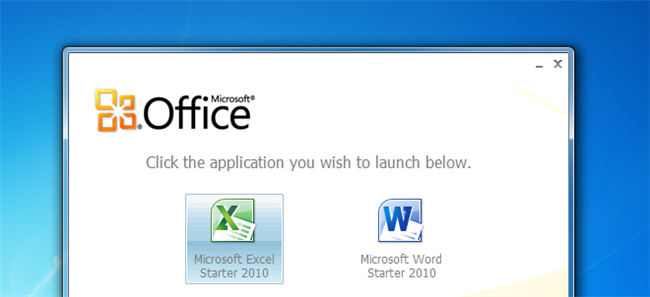 Microsoft®
Office
Click the application you wish to launch below.
Microsoft Excel Starter 2010
Microsoft Word Starter 2010